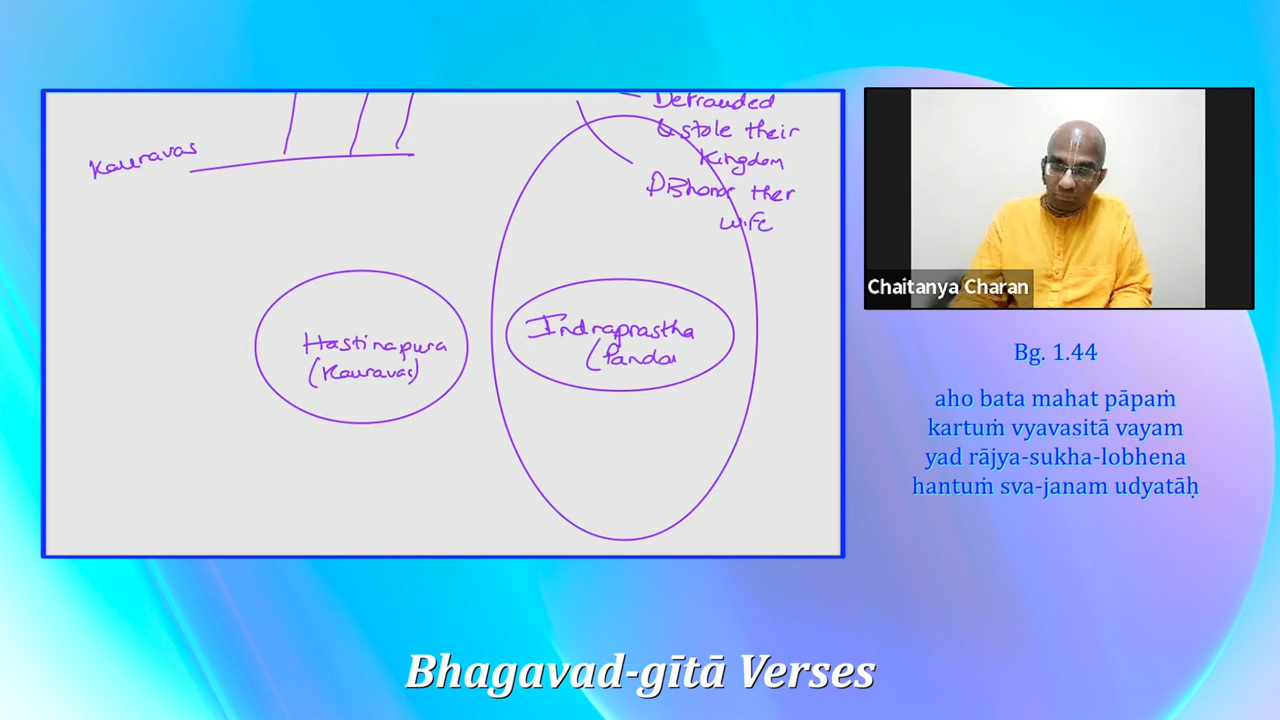 Defrauded
& stole their
Kingdom
Dishonor their
wife
Kauravas
Hastinapura
(Kauravas)
Indraprastha
(Panda
Chaitanya Charan
Bg. 1.44
aho bata mahat pāpaṁ
kartuṁ vyavasitā vayam
yad rājya-sukha-lobhena
hantuṁ sva-janam udyatāḥ
Bhagavad-gītā Verses